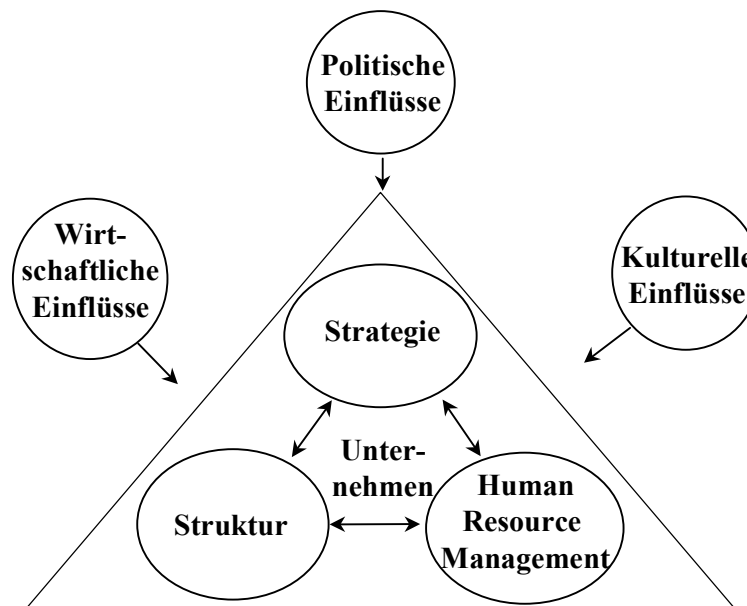 Politische
Einflüsse
Wirt-
schaftliche
Einflüsse
Kulturelle
Einflüsse
Strategie
Unter-
nehmen
Struktur
Human
Resource
Management